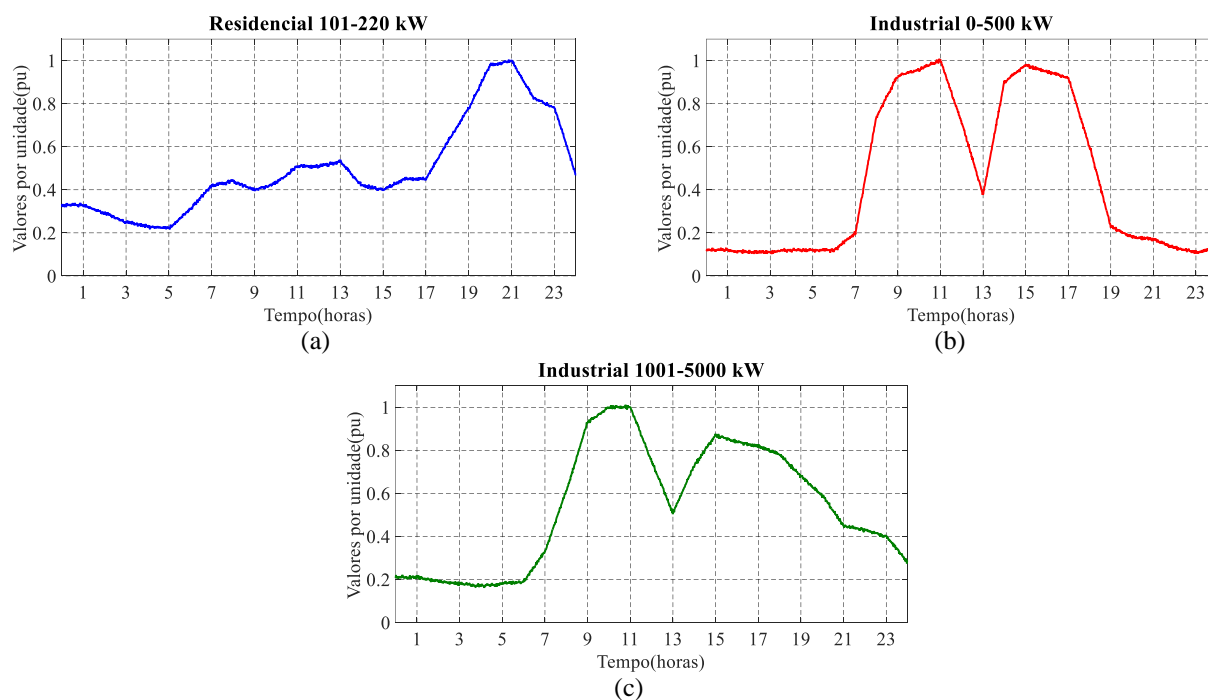 Residencial 101-220 kW
Valores por unidade(pu)
1
0.8
0.6
0.4
0.2
0
1 3 5 7 9 11 13 15 17 19 21 23
Tempo(horas)
(a)
Industrial 0-500 kW
Valores por unidade(pu)
1
0.8
0.6
0.4
0.2
0
1 3 5 7 9 11 13 15 17 19 21 23
Tempo(horas)
(b)
Industrial 1001-5000 kW
Valores por unidade(pu)
1
0.8
0.6
0.4
0.2
0
1 3 5 7 9 11 13 15 17 19 21 23
Tempo(horas)
(c)